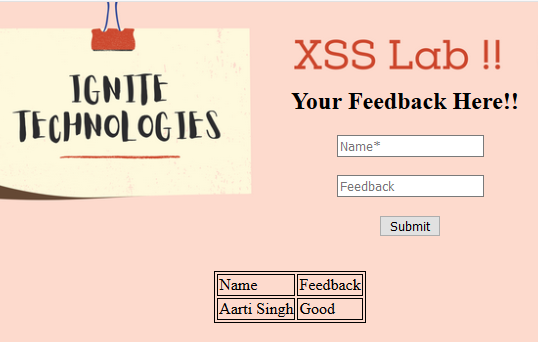 IGNITE
TECHNOLOGIES
XSS Lab !!
Your Feedback Here!!
Name*
Feedback
Submit
Name Feedback
Aarti Singh Good